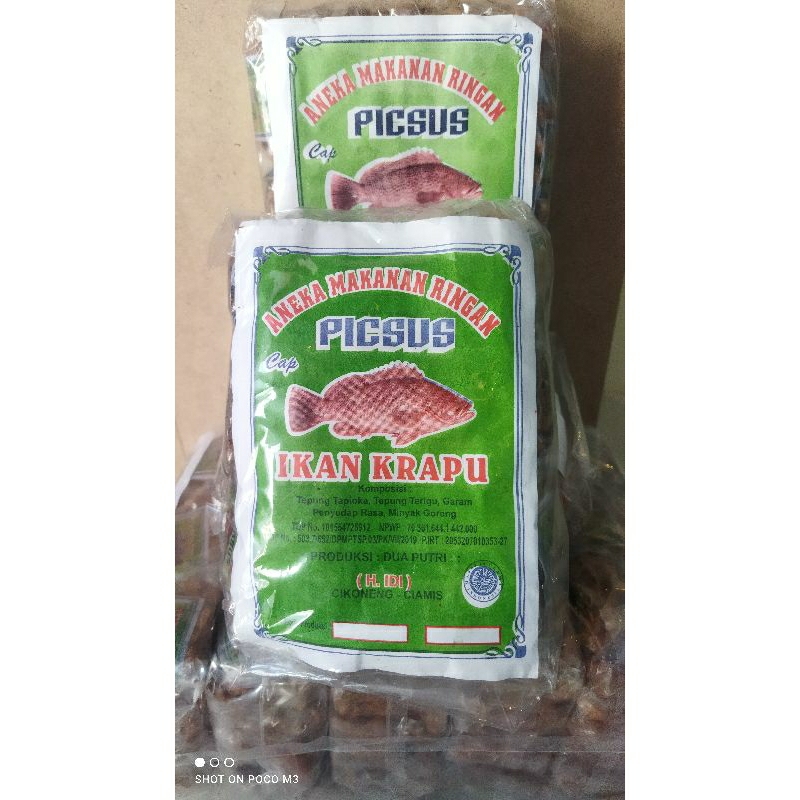 ANEKA MAKANAN RINGAN
PICSUS
Cap
ANEKA MAKANAN RINGAN
PICSUS
Cap
IKAN KRAPU
Komposisi :
Tepung Tapioka, Tepung Terigu, Garam
Penyedap Rasa, Minyak Goreng
PRODUKSI : DUA PUTRI
( H. IDI )
CIKONENG - CIAMIS
SHOT ON POCO M3